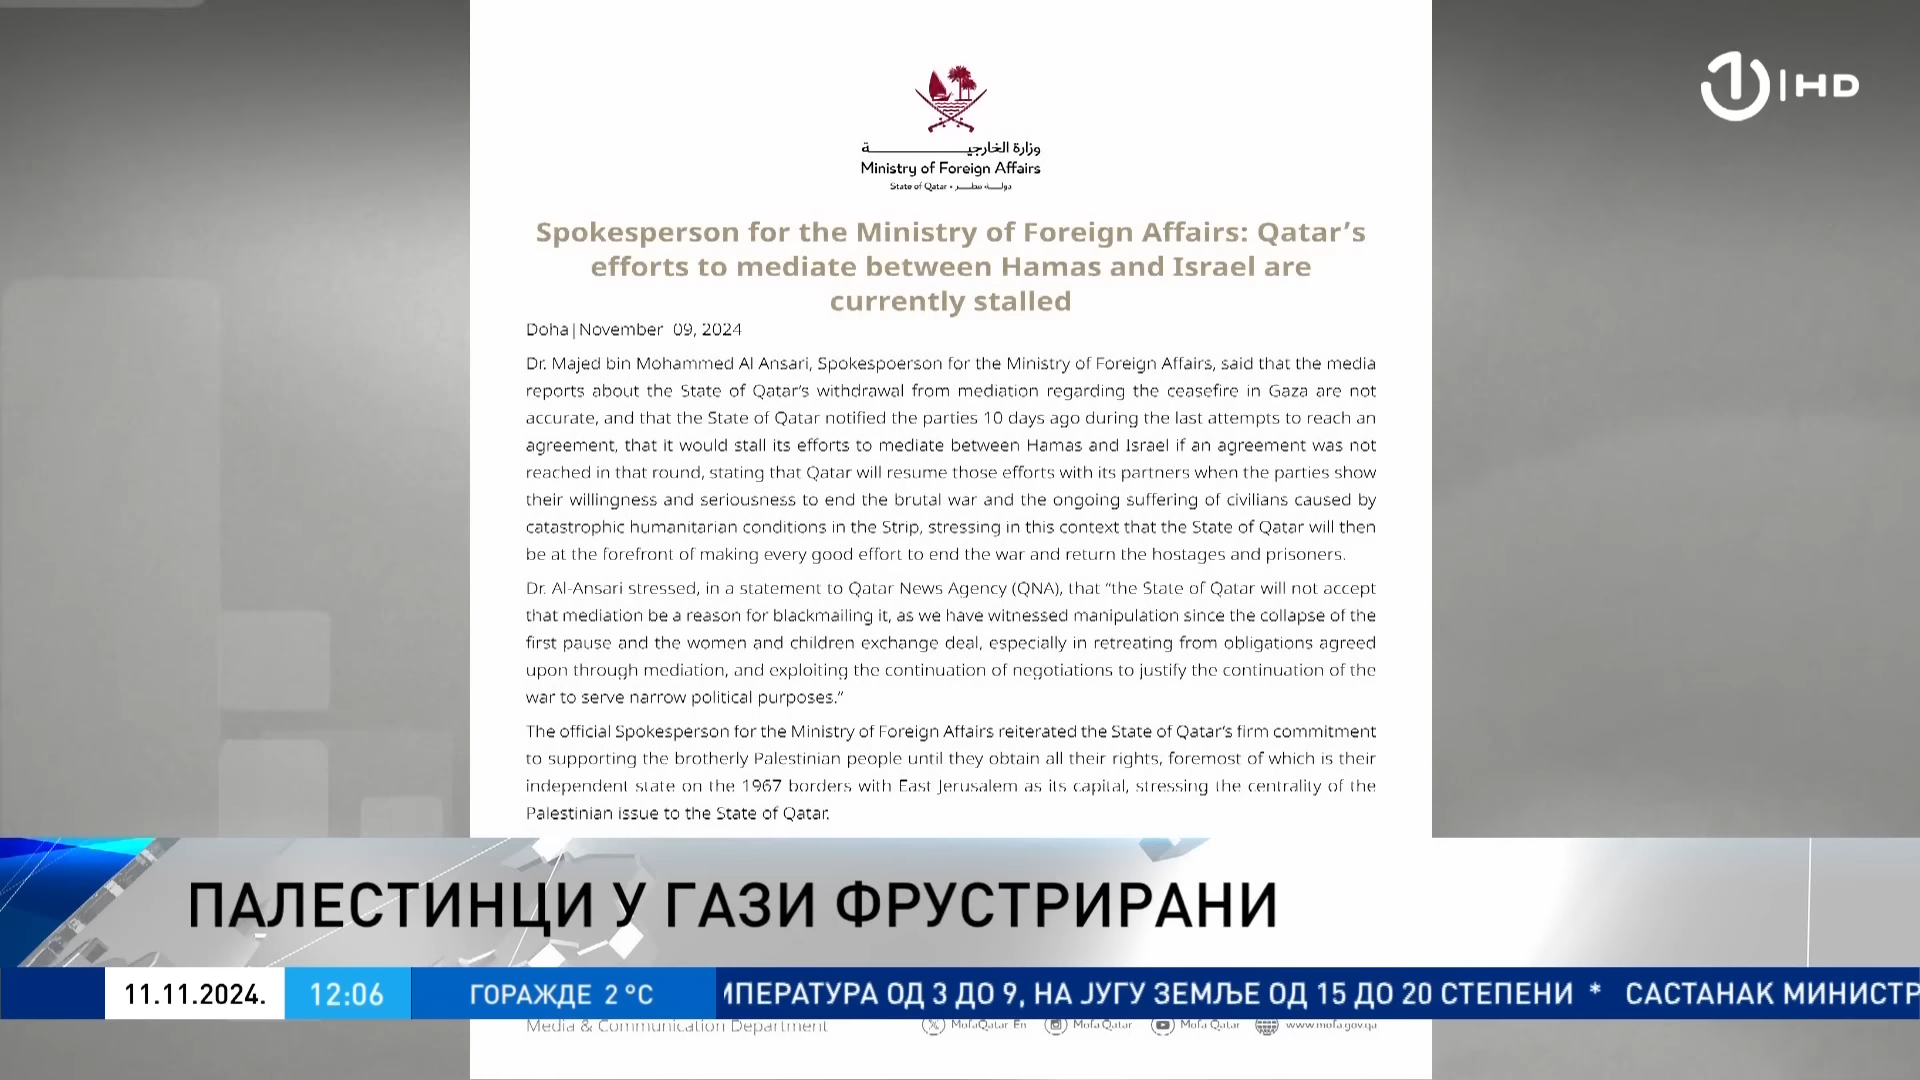 1|HD
وزارة الخارجية
Ministry of Foreign Affairs
State of Qatar • دولة قطر
Spokesperson for the Ministry of Foreign Affairs: Qatar’s
efforts to mediate between Hamas and Israel are
currently stalled
Doha|November 09, 2024
Dr. Majed bin Mohammed Al Ansari, Spokespoerson for the Ministry of Foreign Affairs, said that the media
reports about the State of Qatar’s withdrawal from mediation regarding the ceasefire in Gaza are not
accurate, and that the State of Qatar notified the parties 10 days ago during the last attempts to reach an
agreement, that it would stall its efforts to mediate between Hamas and Israel if an agreement was not
reached in that round, stating that Qatar will resume those efforts with its partners when the parties show
their willingness and seriousness to end the brutal war and the ongoing suffering of civilians caused by
catastrophic humanitarian conditions in the Strip, stressing in this context that the State of Qatar will then
be at the forefront of making every good effort to end the war and return the hostages and prisoners.
Dr. Al-Ansari stressed, in a statement to Qatar News Agency (QNA), that “the State of Qatar will not accept
that mediation be a reason for blackmailing it, as we have witnessed manipulation since the collapse of the
first pause and the women and children exchange deal, especially in retreating from obligations agreed
upon through mediation, and exploiting the continuation of negotiations to justify the continuation of the
war to serve narrow political purposes.”
The official Spokesperson for the Ministry of Foreign Affairs reiterated the State of Qatar’s firm commitment
to supporting the brotherly Palestinian people until they obtain all their rights, foremost of which is their
independent state on the 1967 borders with East Jerusalem as its capital, stressing the centrality of the
Palestinian issue to the State of Qatar.
ПАЛЕСТИНЦИ У ГАЗИ ФРУСТРИРАНИ
11.11.2024. 12:06 ГОРАЖДЕ 2 °C ИПЕРАТУРА ОД 3 ДО 9, НА ЈУГУ ЗЕМЉЕ ОД 15 ДО 20 СТЕПЕНИ * САСТАНАК МИНИСТР
Media & Communication Department MofaQatar_En MofaQatar Mofa Qatar www.mofa.gov.qa